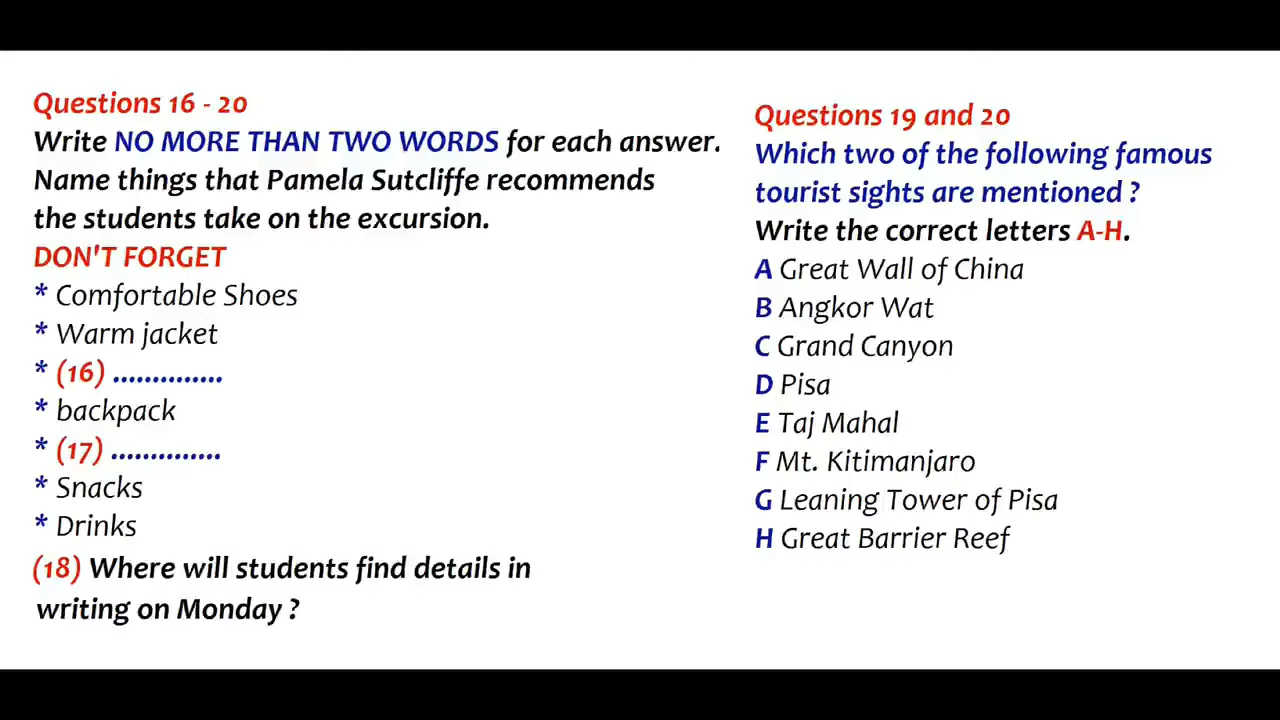 Questions 16 - 20
Write NO MORE THAN TWO WORDS for each answer.
Name things that Pamela Sutcliffe recommends
the students take on the excursion.
DON'T FORGET
* Comfortable Shoes
* Warm jacket
* (16) ..............
* backpack
* (17) ..............
* Snacks
* Drinks
(18) Where will students find details in
writing on Monday ?
Questions 19 and 20
Which two of the following famous
tourist sights are mentioned ?
Write the correct letters A-H.
A Great Wall of China
B Angkor Wat
C Grand Canyon
D Pisa
E Taj Mahal
F Mt. Kitimanjaro
G Leaning Tower of Pisa
H Great Barrier Reef